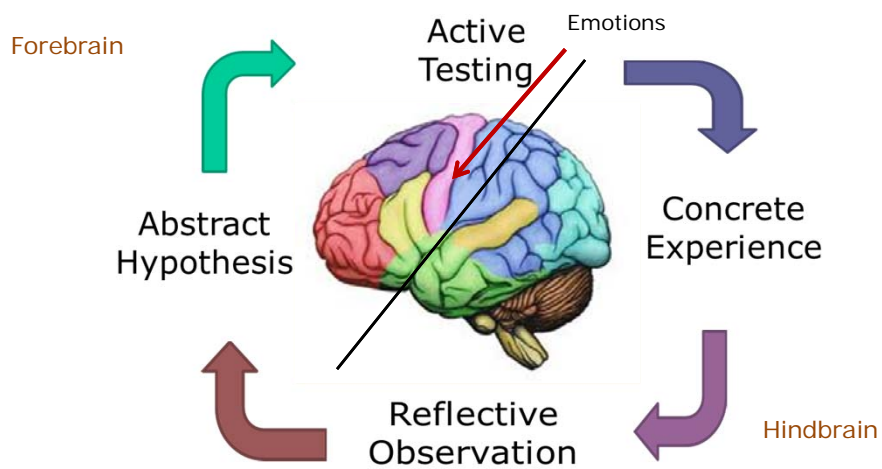 Emotions
Forebrain
Active
Testing
Abstract
Hypothesis
Concrete
Experience
Reflective
Observation
Hindbrain